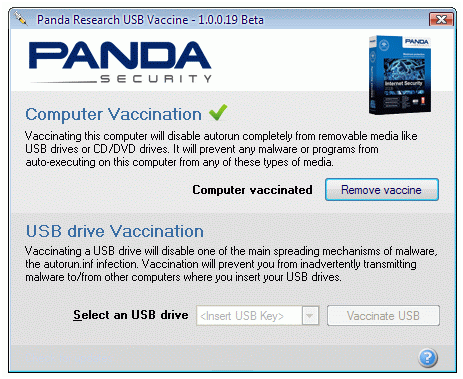 Panda Research USB Vaccine - 1.0.0.19 Beta
PANDA
SECURITY
Internet Security
Computer Vaccination
Vaccinating this computer will disable autorun completely from removable media like
USB drives or CD/DVD drives. It will prevent any malware or programs from
auto-executing on this computer from any of these types of media.
Computer vaccinated
Remove vaccine
USB drive Vaccination
Vaccinating a USB drive will disable one of the main spreading mechanisms of malware,
the autorun.inf infection. Vaccination will prevent you from inadvertently transmitting
malware to/from other computers where you insert your USB drives.
Select an USB drive
<Insert USB Key>
Vaccinate USB
?